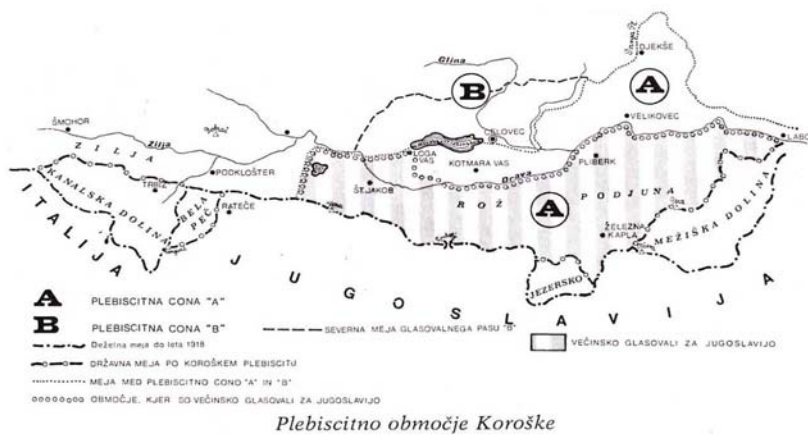 Glina
DJEKŠE
B
A
ŠMOHOR
VELIKOVEC
Zilja
CELOVEC
LABOT
ZILJA
LOGA
VAS
KOTMARA VAS
PLIBERK
PODKLOŠTER
Drava
KANALSKA DOLINA
TRBIŽ
ŠT.JAKOB
ROŽ
PODJUNA
BELA
PEČ
RATEČE
A
ŽELEZNA
KAPLA
MEŽIŠKA DOLINA
ITALIJA
JEZERSKO
JUGOSLAVIJA
A PLEBISCITNA CONA "A"
B PLEBISCITNA CONA "B"
SEVERNA MEJA GLASOVALNEGA PASU "B"
VEČINSKO GLASOVALI ZA JUGOSLAVIJO
Deželna meja do leta 1918
DRŽAVNA MEJA PO KOROŠKEM PLEBISCITU
MEJA MED PLEBISCITNO CONO "A" IN "B"
OBMOČJE, KJER SO VEČINSKO GLASOVALI ZA JUGOSLAVIJO
Plebiscitno območje Koroške